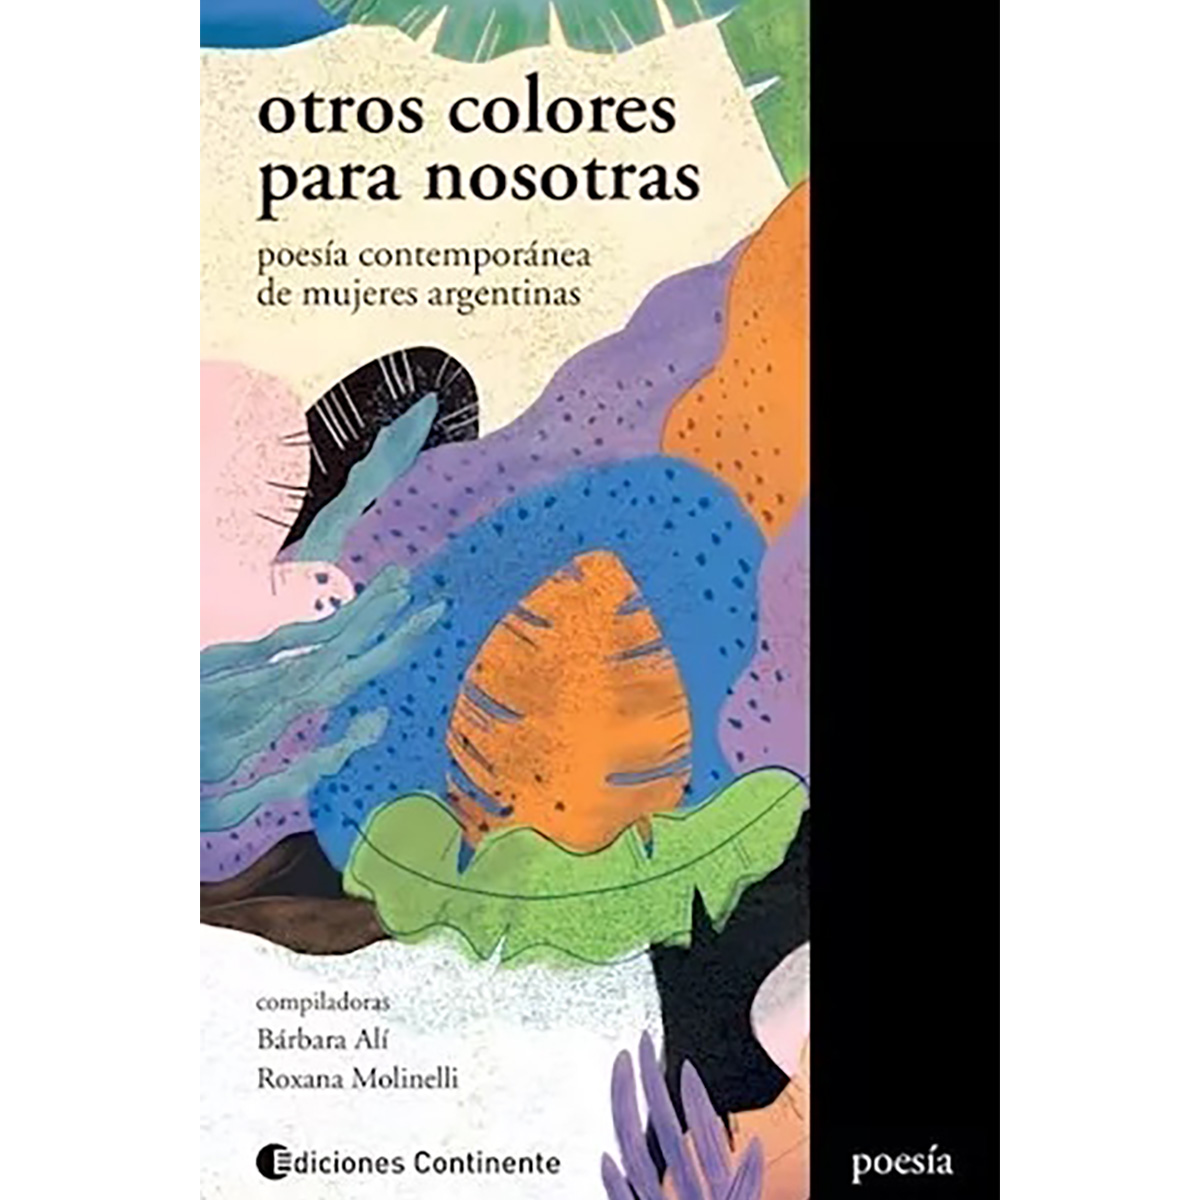 otros colores
para nosotras
poesía contemporánea
de mujeres argentinas
compiladoras
Bárbara Alí
Roxana Molinelli
Ediciones Continente
poesía